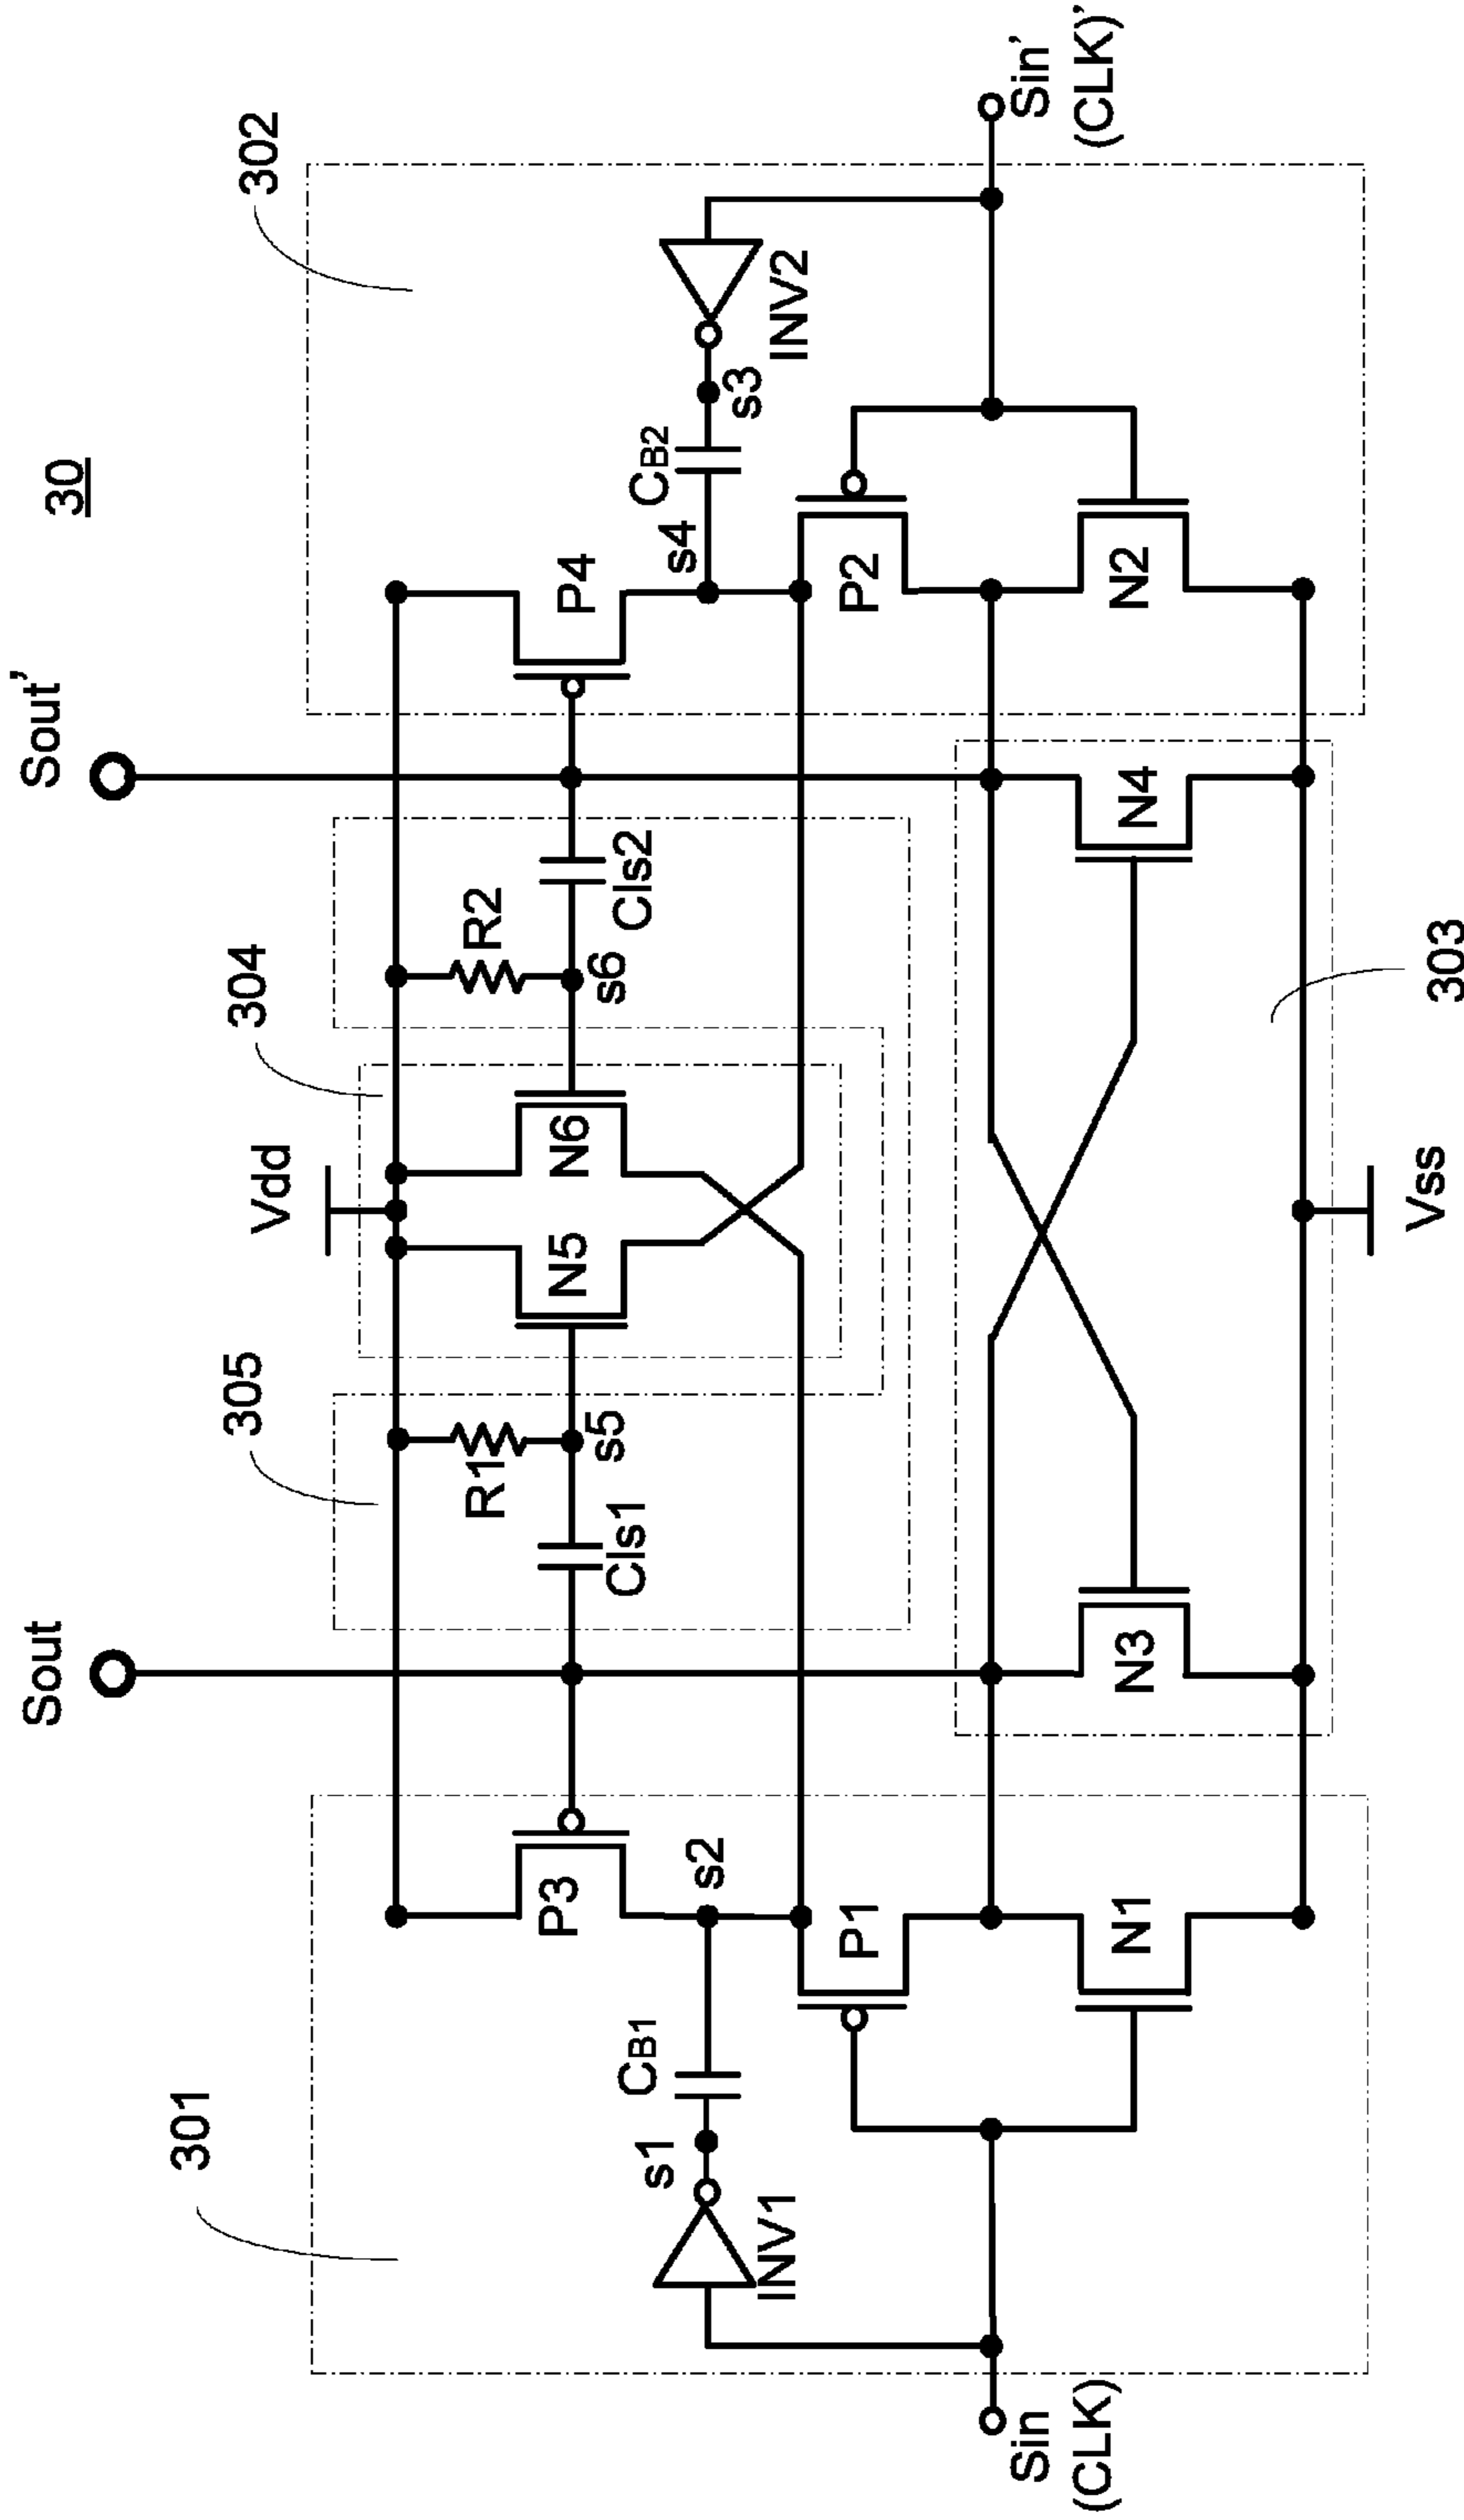 30
Sout
Sout'
301
305
Vdd
304
302
P3
R1
Cls1
s5
N5
N6
R2
s6
Cls2
P4
s1
CB1
s2
s4
CB2
s3
INV1
INV2
P1
P2
Sin
(CLK)
Sin'
(CLK)'
N1
N3
N4
N2
Vss
303